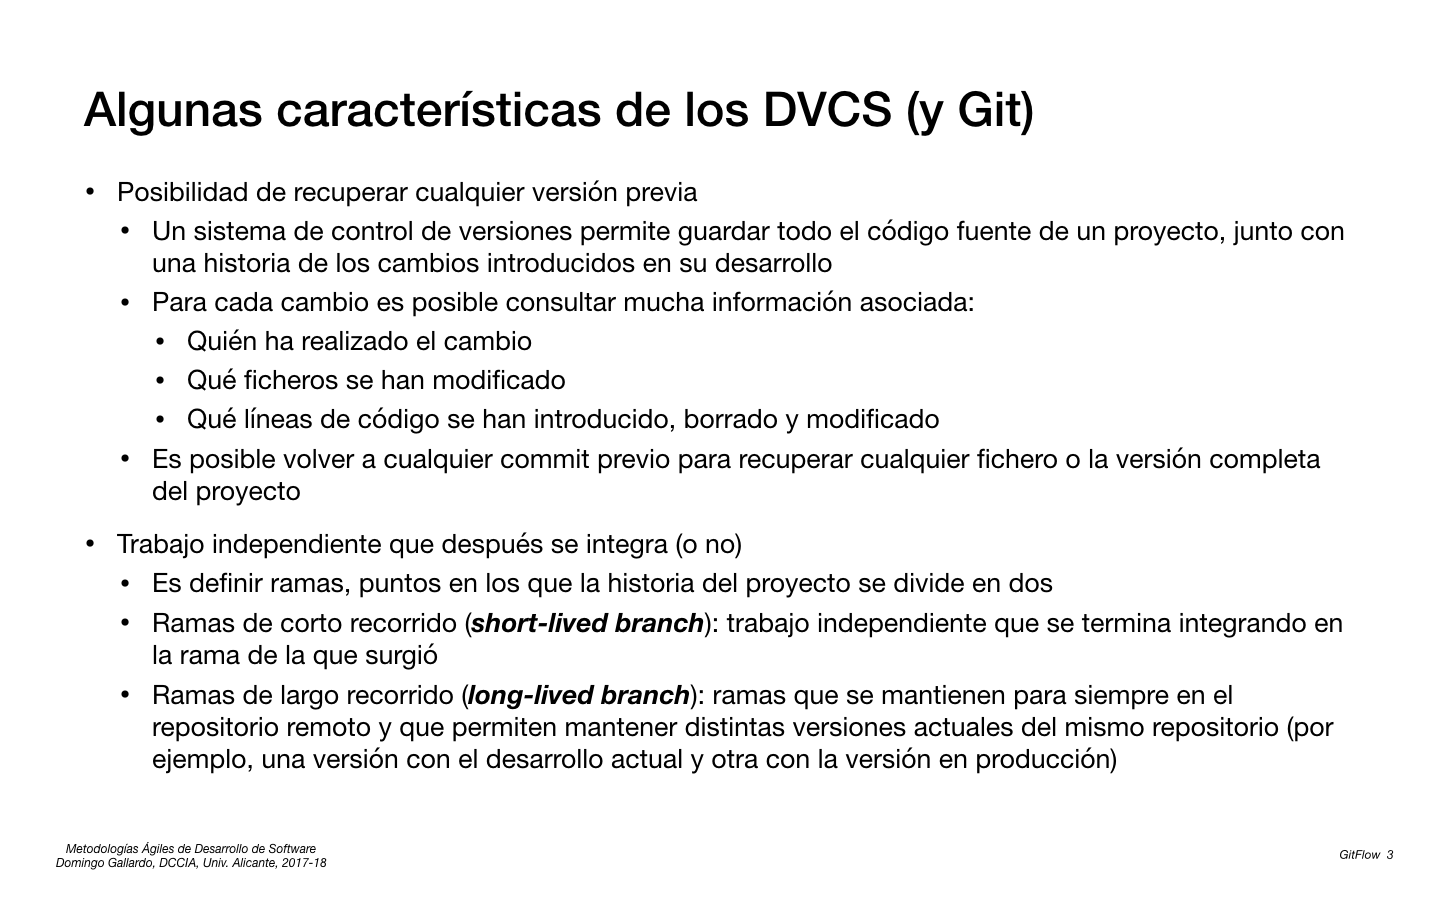 Algunas características de los DVCS (y Git)
• Posibilidad de recuperar cualquier versión previa
• Un sistema de control de versiones permite guardar todo el código fuente de un proyecto, junto con
una historia de los cambios introducidos en su desarrollo
• Para cada cambio es posible consultar mucha información asociada:
• Quién ha realizado el cambio
• Qué ficheros se han modificado
• Qué líneas de código se han introducido, borrado y modificado
• Es posible volver a cualquier commit previo para recuperar cualquier fichero o la versión completa
del proyecto
• Trabajo independiente que después se integra (o no)
• Es definir ramas, puntos en los que la historia del proyecto se divide en dos
• Ramas de corto recorrido (short-lived branch): trabajo independiente que se termina integrando en
la rama de la que surgió
• Ramas de largo recorrido (long-lived branch): ramas que se mantienen para siempre en el
repositorio remoto y que permiten mantener distintas versiones actuales del mismo repositorio (por
ejemplo, una versión con el desarrollo actual y otra con la versión en producción)
Metodologías Ágiles de Desarrollo de Software
Domingo Gallardo, DCCIA, Univ. Alicante, 2017-18
GitFlow 3